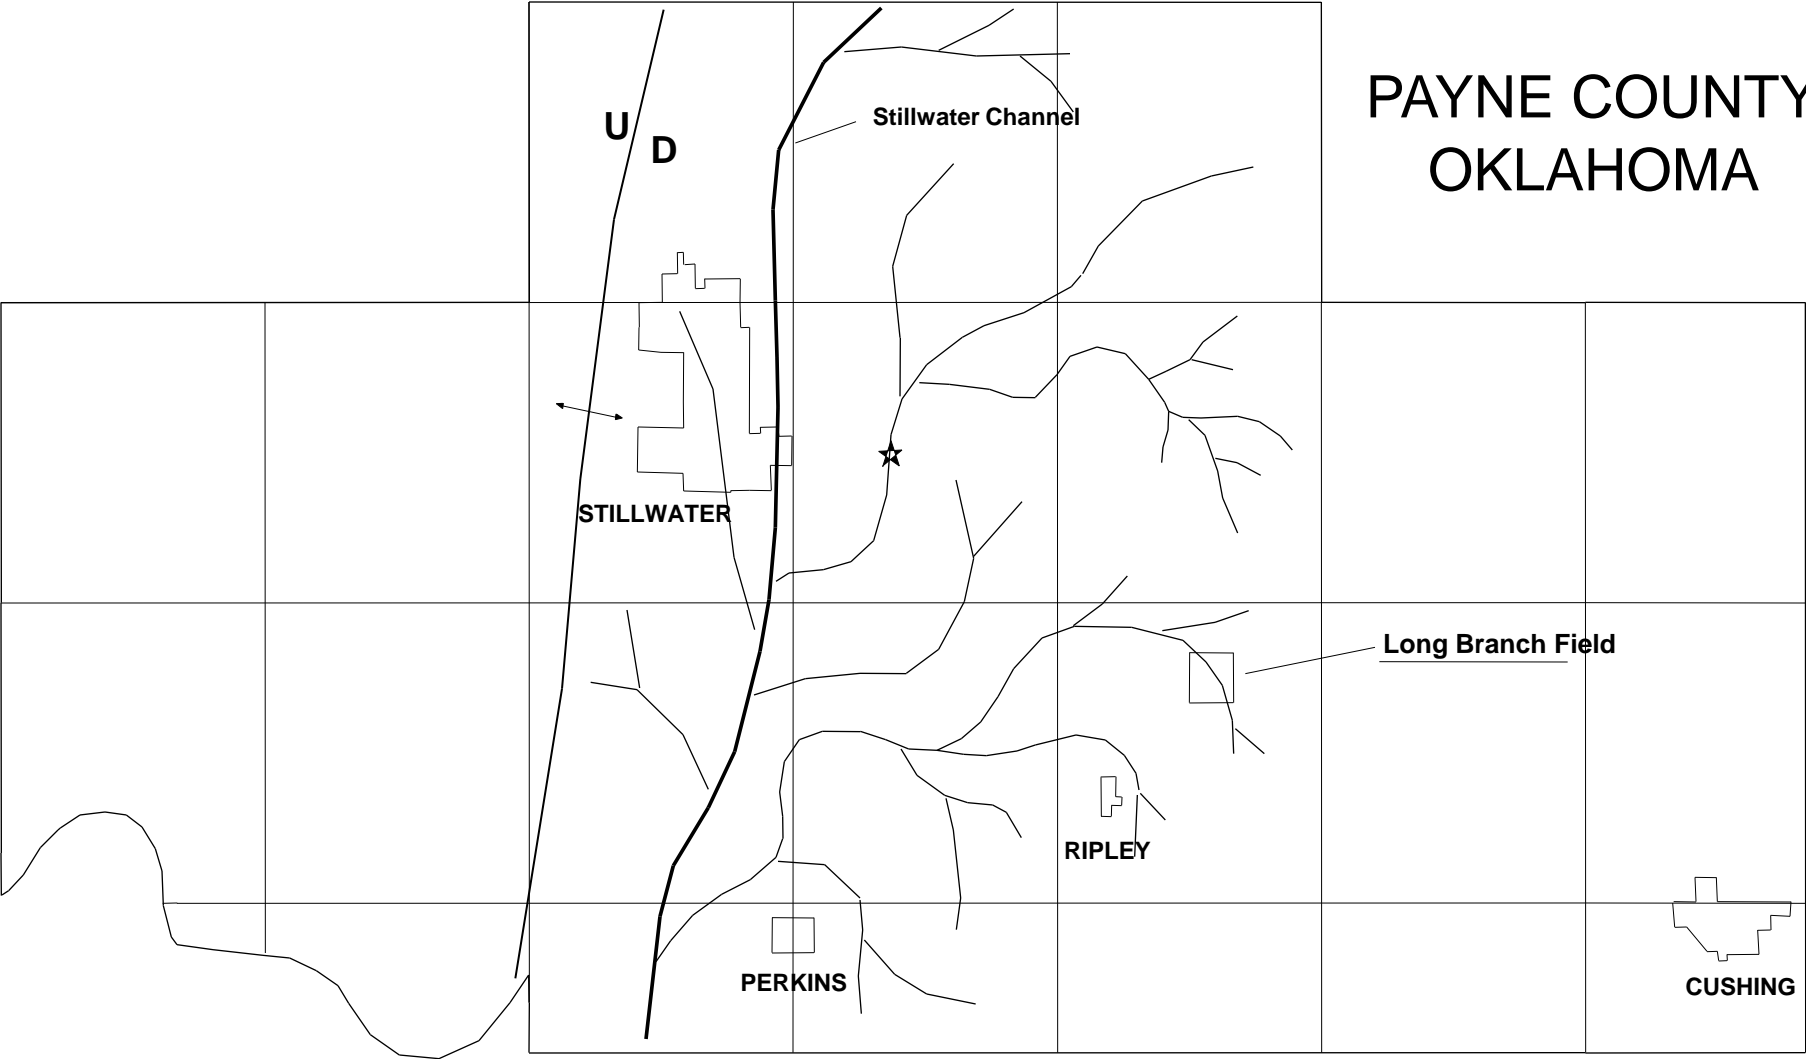 PAYNE COUNTY
OKLAHOMA
U
D
Stillwater Channel
STILLWATER
Long Branch Field
RIPLEY
PERKINS
CUSHING